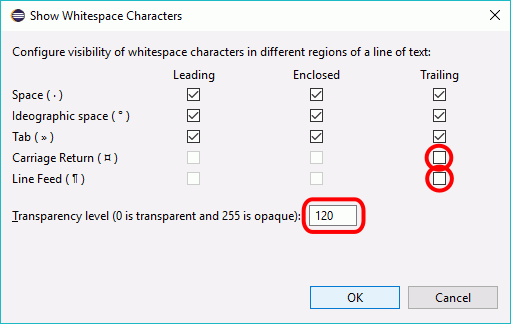 Show Whitespace Characters
Configure visibility of whitespace characters in different regions of a line of text:
Leading Enclosed Trailing
Space ( · )
Ideographic space ( ° )
Tab ( » )
Carriage Return ( ¤ )
Line Feed ( ¶ )
Transparency level (0 is transparent and 255 is opaque): 120
OK Cancel